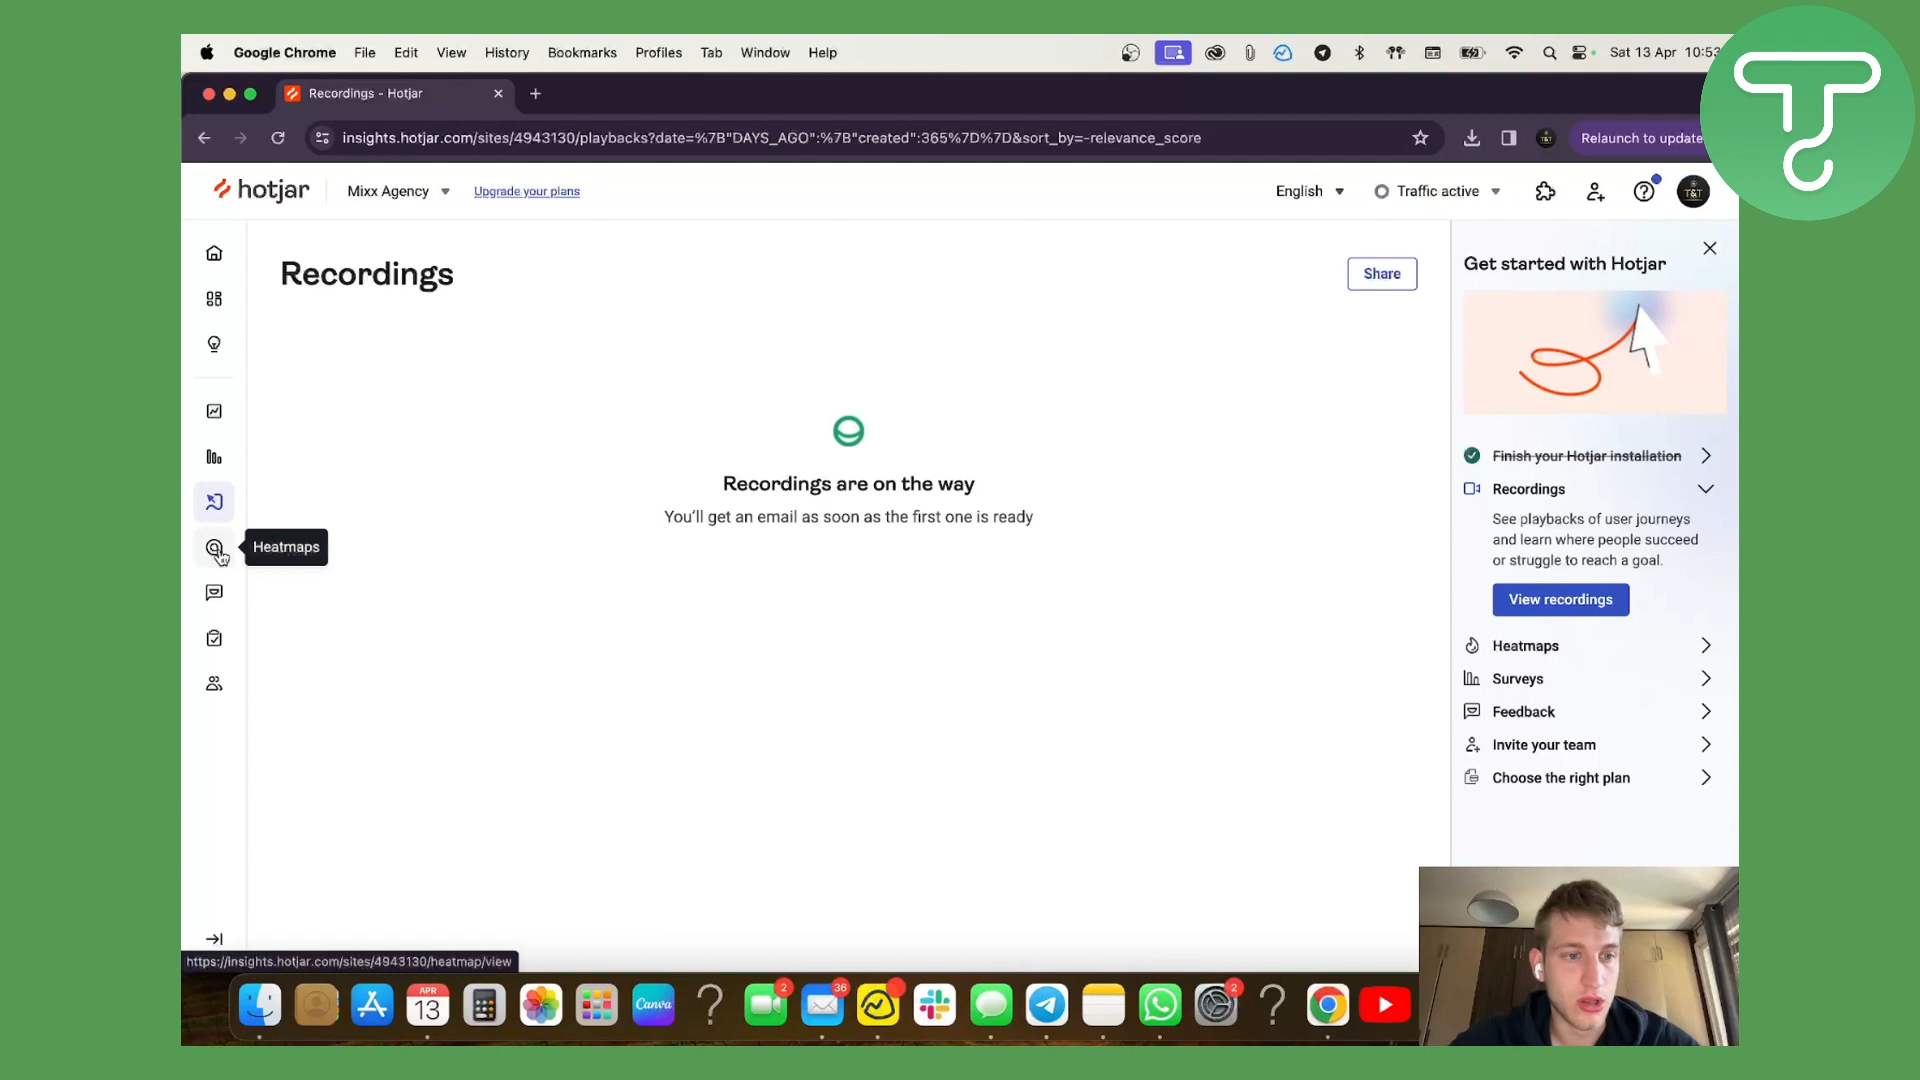 Google Chrome File Edit View History Bookmarks Profiles Tab Window Help
Sat 13 Apr 10:53
Recordings - Hotjar
insights.hotjar.com/sites/4943130/playbacks?date=%7B"DAYS_AGO":%7B"created":365%7D%7D&sort_by=-relevance_score
Relaunch to update
hotjar
Mixx Agency
Upgrade your plans
English
Traffic active
T&T
Recordings
Share
Recordings are on the way
You'll get an email as soon as the first one is ready
Heatmaps
Get started with Hotjar
Finish your Hotjar installation
Recordings
See playbacks of user journeys
and learn where people succeed
or struggle to reach a goal.
View recordings
Heatmaps
Surveys
Feedback
Invite your team
Choose the right plan
https://insights.hotjar.com/sites/4943130/heatmap/view
APR
13
Canva
2
36
2